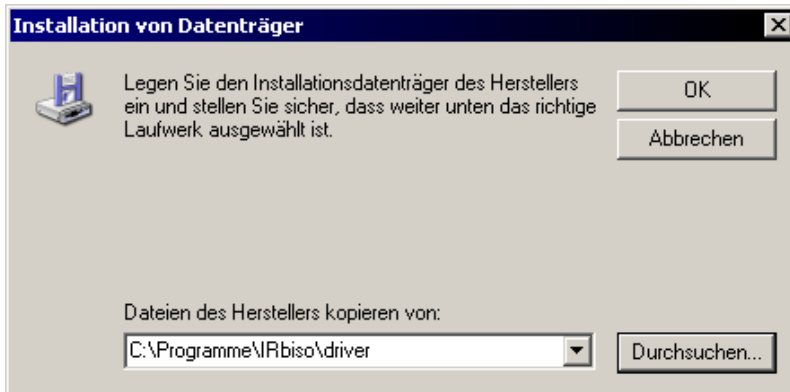 Installation von Datenträger
Legen Sie den Installationsdatenträger des Herstellers
ein und stellen Sie sicher, dass weiter unten das richtige
Laufwerk ausgewählt ist.
OK
Abbrechen
Dateien des Herstellers kopieren von:
C:\Programme\IRbiso\driver
Durchsuchen...